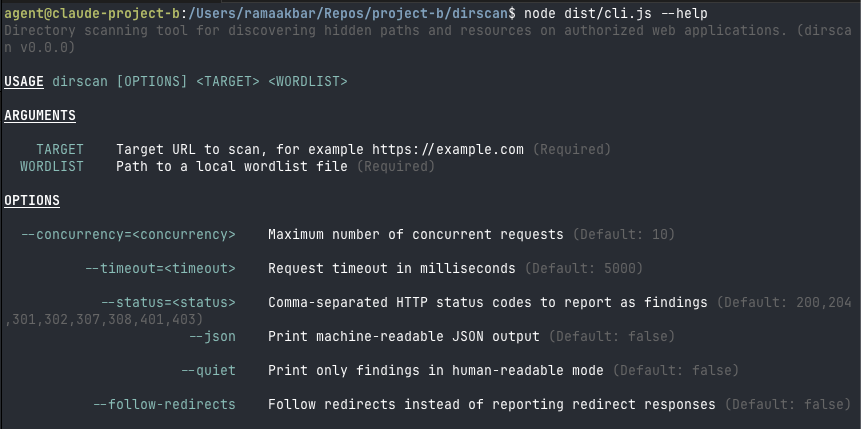 agent@claude-project-b:/Users/ramaakbar/Repos/project-b/dirscan$ node dist/cli.js --help
Directory scanning tool for discovering hidden paths and resources on authorized web applications. (dirsca
n v0.0.0)
USAGE dirscan [OPTIONS] <TARGET> <WORDLIST>
ARGUMENTS
TARGET    Target URL to scan, for example https://example.com (Required)
WORDLIST    Path to a local wordlist file (Required)
OPTIONS
--concurrency=<concurrency>    Maximum number of concurrent requests (Default: 10)
--timeout=<timeout>    Request timeout in milliseconds (Default: 5000)
--status=<status>    Comma-separated HTTP status codes to report as findings (Default: 200,204
,301,302,307,308,401,403)
--json    Print machine-readable JSON output (Default: false)
--quiet    Print only findings in human-readable mode (Default: false)
--follow-redirects    Follow redirects instead of reporting redirect responses (Default: false)